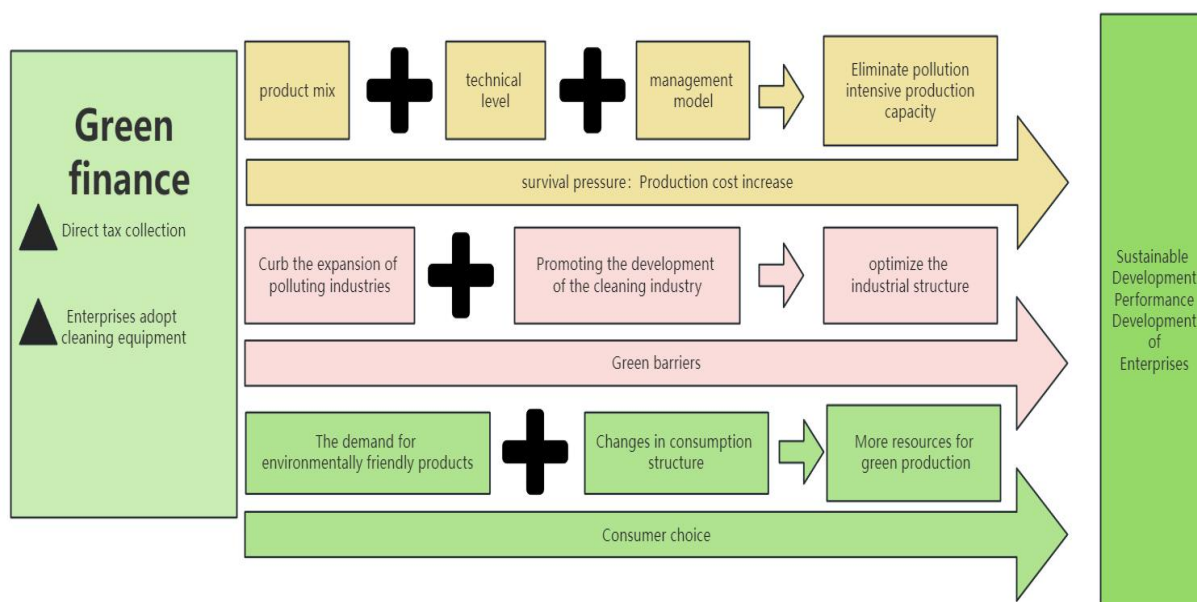 Green
finance
Direct tax collection
Enterprises adopt
cleaning equipment
product mix
technical
level
management
model
Eliminate pollution
intensive production
capacity
survival pressure: Production cost increase
Curb the expansion of
polluting industries
Promoting the development
of the cleaning industry
optimize the
industrial structure
Green barriers
The demand for
environmentally friendly products
Changes in consumption
structure
More resources for
green production
Consumer choice
Sustainable
Development
Performance
Development
of
Enterprises